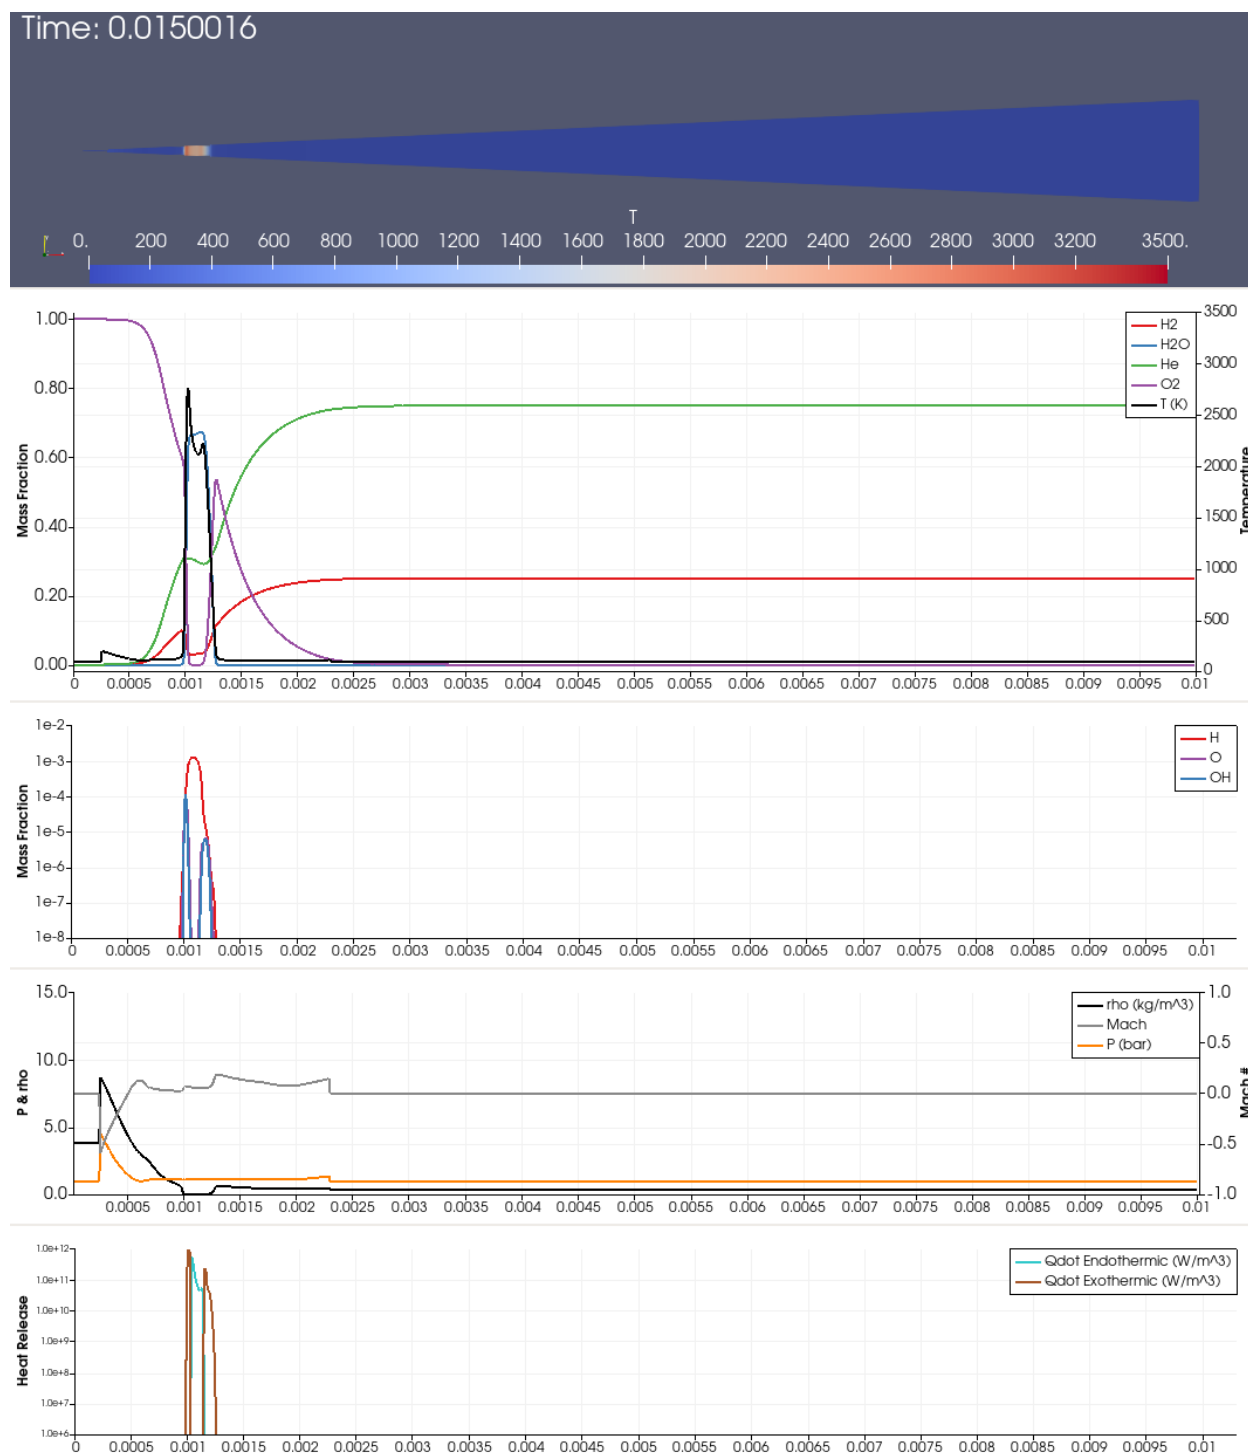 Time: 0.0150016
T
0. 200 400 600 800 1000 1200 1400 1600 1800 2000 2200 2400 2600 2800 3000 3200 3500.
1.00
0.80
0.60
0.40
0.20
0.00
Mass Fraction
H2
H2O
He
O2
T (K)
3500
3000
2500
2000
1500
1000
500
0
Temperature
0 0.0005 0.001 0.0015 0.002 0.0025 0.003 0.0035 0.004 0.0045 0.005 0.0055 0.006 0.0065 0.007 0.0075 0.008 0.0085 0.009 0.0095 0.01
1e-2
1e-3
1e-4
1e-5
1e-6
1e-7
1e-8
Mass Fraction
H
O
OH
0 0.0005 0.001 0.0015 0.002 0.0025 0.003 0.0035 0.004 0.0045 0.005 0.0055 0.006 0.0065 0.007 0.0075 0.008 0.0085 0.009 0.0095 0.01
15.0
10.0
5.0
0.0
P & rho
rho (kg/m^3)
Mach
P (bar)
1.0
0.5
0.0
-0.5
-1.0
Mach #
0.0005 0.001 0.0015 0.002 0.0025 0.003 0.0035 0.004 0.0045 0.005 0.0055 0.006 0.0065 0.007 0.0075 0.008 0.0085 0.009 0.0095 0.01
1.0e+12
1.0e+11
1.0e+10
1.0e+9
1.0e+8
1.0e+7
1.0e+6
Heat Release
Qdot Endothermic (W/m^3)
Qdot Exothermic (W/m^3)
0 0.0005 0.001 0.0015 0.002 0.0025 0.003 0.0035 0.004 0.0045 0.005 0.0055 0.006 0.0065 0.007 0.0075 0.008 0.0085 0.009 0.0095 0.01